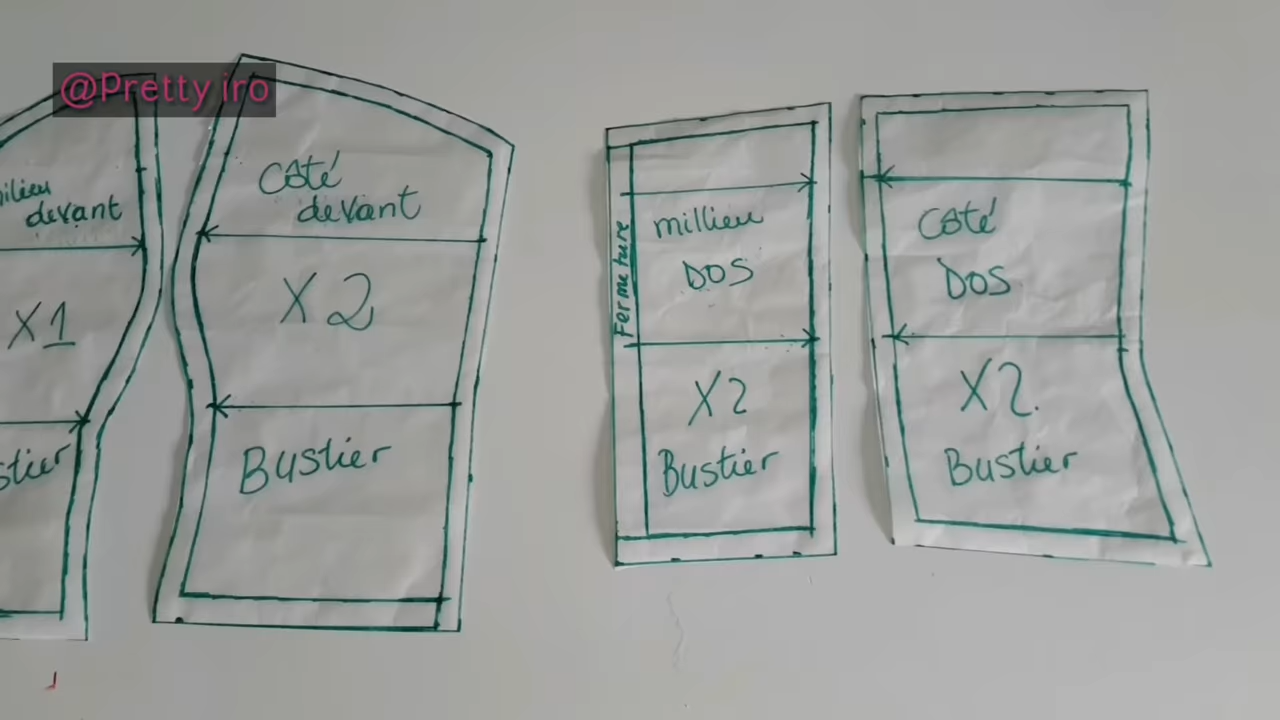 @Pretty iro
devant
X1
Côté
devant
X2
Bustier
Fermeture
millieu
DOS
X2
Bustier
Côté
DOS
X2.
Bustier